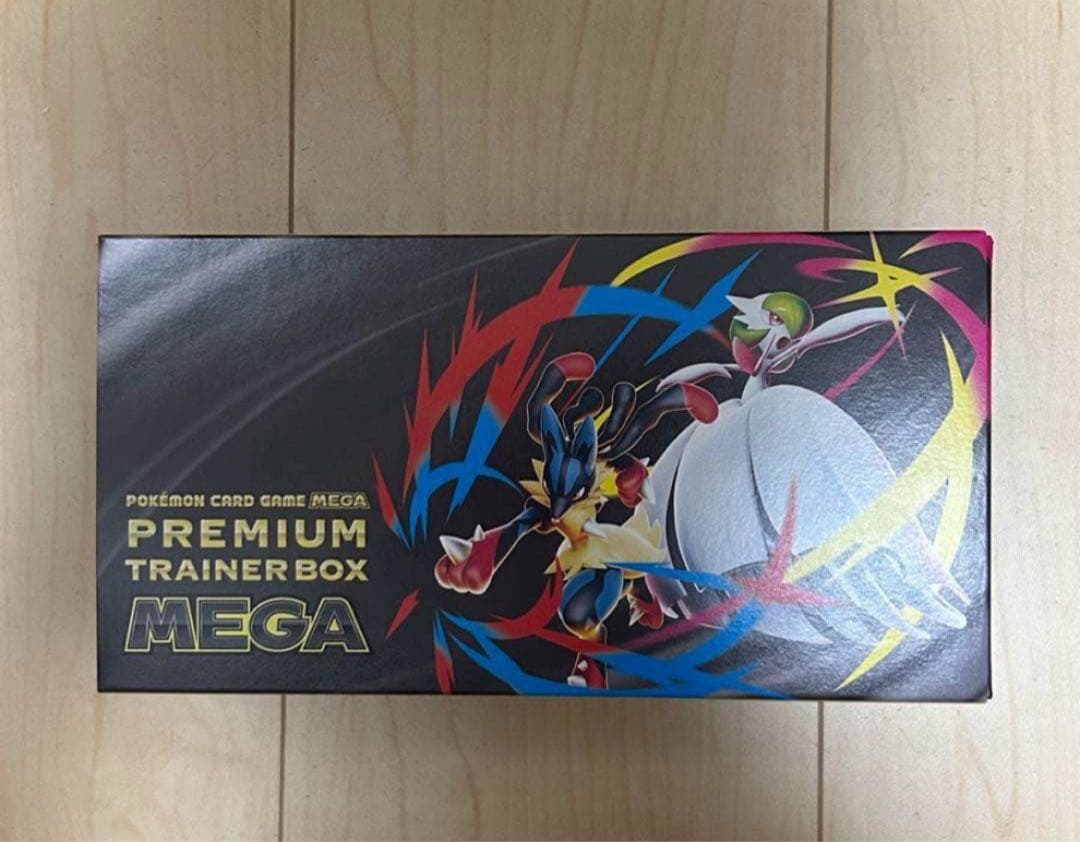 POKÉMON CARD GAME MEGA
PREMIUM
TRAINER BOX
MEGA